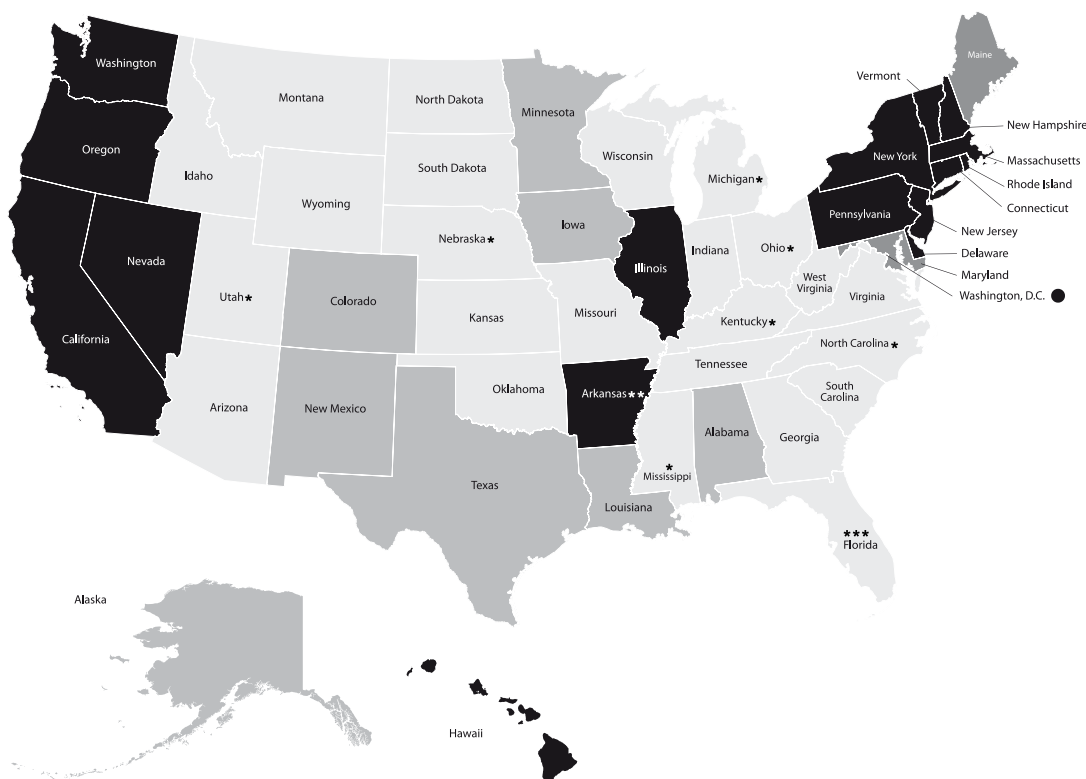 Washington
Oregon
California
Nevada
Idaho
Montana
Wyoming
Utah*
Arizona
Colorado
New Mexico
North Dakota
South Dakota
Nebraska*
Kansas
Oklahoma
Texas
Minnesota
Iowa
Missouri
Arkansas**
Louisiana
Wisconsin
Illinois
Michigan*
Indiana
Ohio*
Kentucky*
Tennessee
*
Mississippi
Alabama
Georgia
***
Florida
South
Carolina
North Carolina*
Virginia
West
Virginia
Pennsylvania
New York
Vermont
Maine
New Hampshire
Massachusetts
Rhode Island
Connecticut
New Jersey
Delaware
Maryland
Washington, D.C.
Alaska
Hawaii